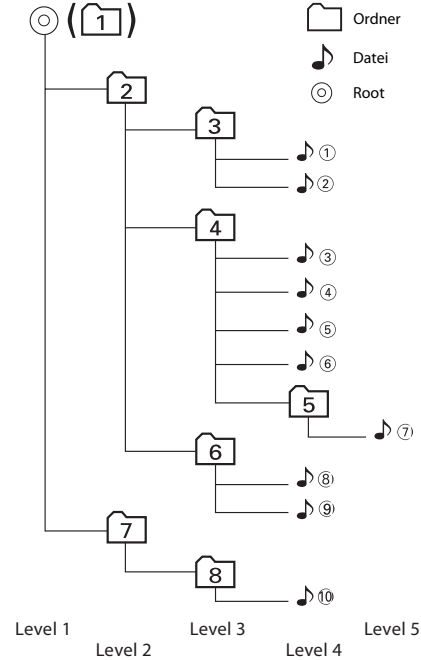 (1)
Ordner
Datei
Root
2
3
①
②
4
③
④
⑤
⑥
5
⑦
6
⑧
⑨
7
8
⑩
Level 1
Level 2
Level 3
Level 4
Level 5